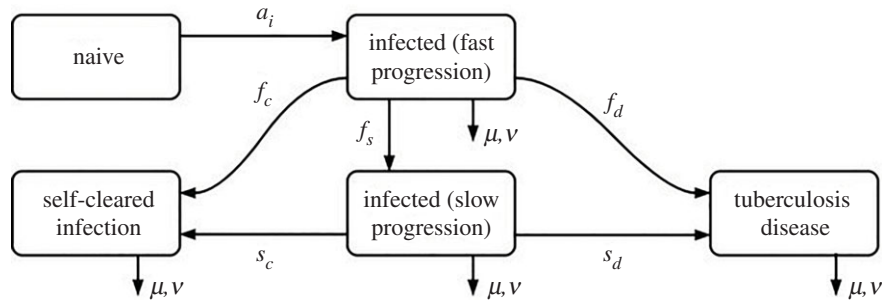 a_i
naive
infected (fast
progression)
f_c
f_s
f_d
μ, ν
self-cleared
infection
infected (slow
progression)
tuberculosis
disease
s_c
s_d
μ, ν
μ, ν
μ, ν